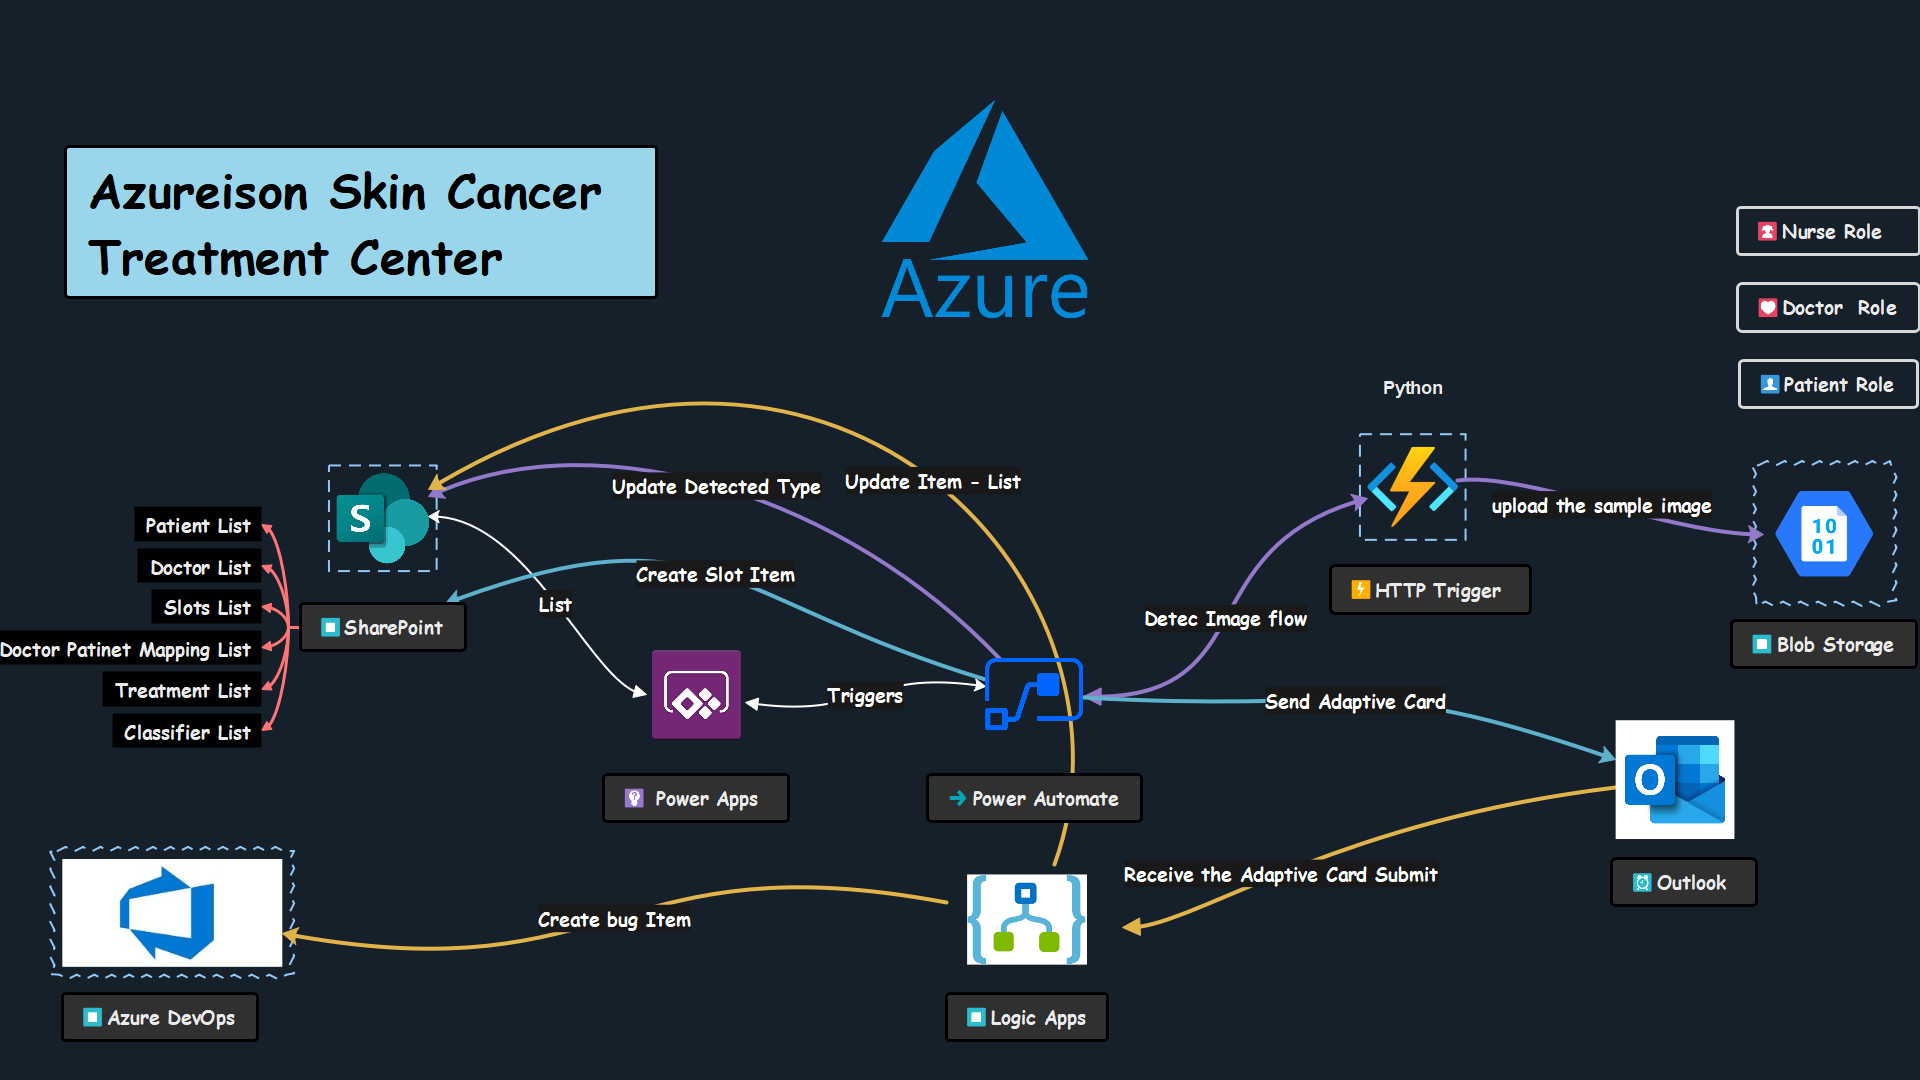 Azureison Skin Cancer
Treatment Center
Azure
Nurse Role
Doctor Role
Patient Role
Python
Update Detected Type
Update Item - List
upload the sample image
10
01
S
Patient List
Doctor List
Slots List
Doctor Patinet Mapping List
Treatment List
Classifier List
SharePoint
Create Slot Item
List
HTTP Trigger
Detec Image flow
Blob Storage
Triggers
Send Adaptive Card
O
Power Apps
Power Automate
Receive the Adaptive Card Submit
Outlook
Create bug Item
Azure DevOps
Logic Apps